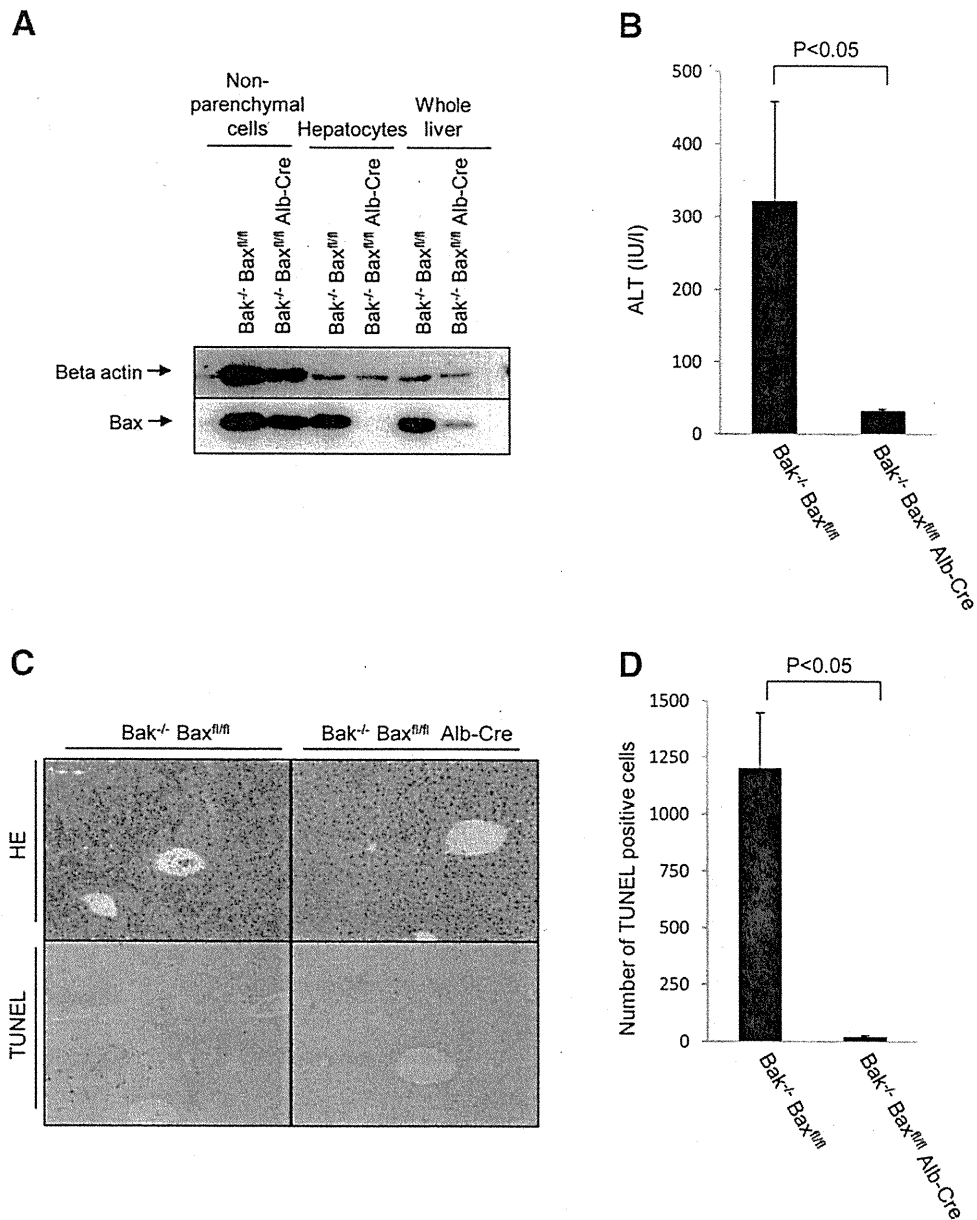 A
Non-
parenchymal
cells
Hepatocytes
Whole
liver
Bak-/- Baxfl/fl
Bak-/- Baxfl/fl Alb-Cre
Bak-/- Baxfl/fl
Bak-/- Baxfl/fl Alb-Cre
Bak-/- Baxfl/fl
Bak-/- Baxfl/fl Alb-Cre
Beta actin
Bax
B
P<0.05
500
400
300
200
100
0
ALT (IU/l)
Bak-/- Baxfl/fl
Bak-/- Baxfl/fl Alb-Cre
C
Bak-/- Baxfl/fl
Bak-/- Baxfl/fl Alb-Cre
HE
TUNEL
D
P<0.05
1500
1250
1000
750
500
250
0
Number of TUNEL positive cells
Bak-/- Baxfl/fl
Bak-/- Baxfl/fl Alb-Cre